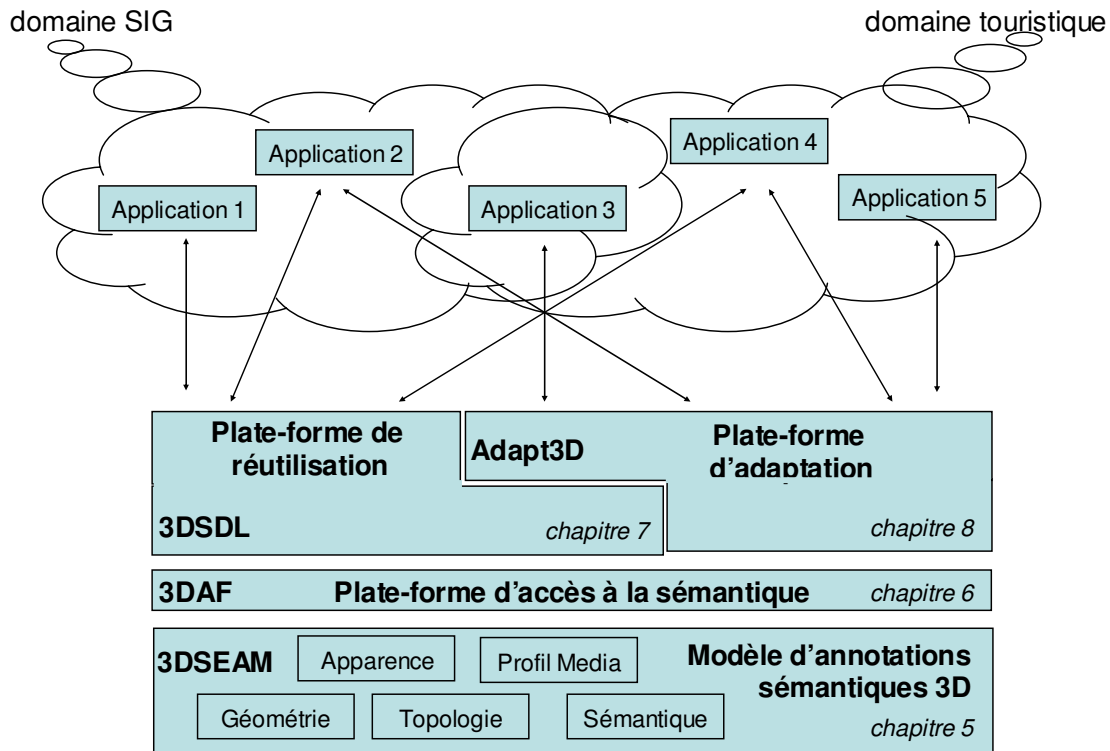 domaine SIG
domaine touristique
Application 2
Application 4
Application 1
Application 3
Application 5
Plate-forme de
réutilisation
Adapt3D
Plate-forme
d'adaptation
3DSDL
chapitre 7
chapitre 8
3DAF
Plate-forme d'accès à la sémantique
chapitre 6
3DSEAM
Apparence
Profil Media
Modèle d'annotations
sémantiques 3D
Géométrie
Topologie
Sémantique
chapitre 5